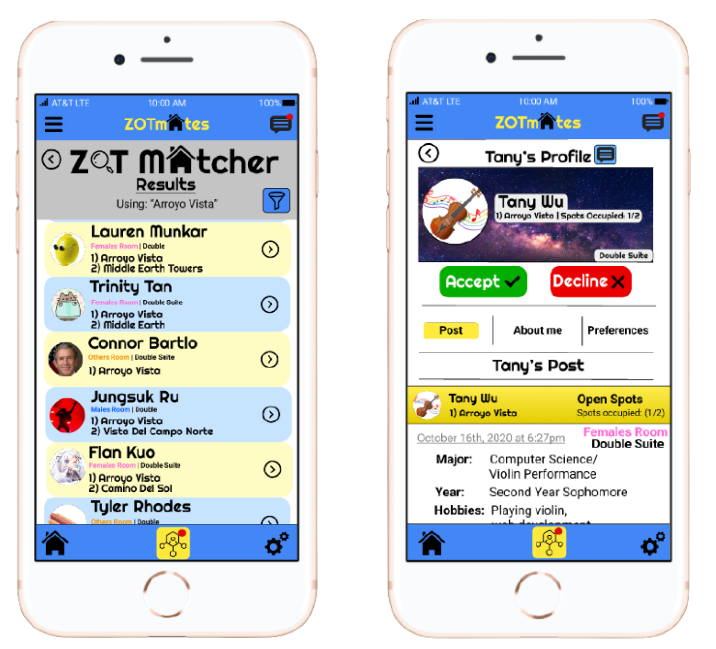 AT&T LTE 10:00 AM 100%
ZOTm tes
ZOT M tcher
Results
Using: "Arroyo Vista"
Lauren Munkar
Females Room | Double
1) Arroyo Vista
2) Middle Earth Towers
Trinity Tan
Females Room | Double Suite
1) Arroyo Vista
2) Middle Earth
Connor Bartlo
Others Room | Double Suite
1) Arroyo Vista
Jungsuk Ru
Males Room | Double
1) Arroyo Vista
2) Vista Del Campo Norte
Flan Kuo
Females Room | Double Suite
1) Arroyo Vista
2) Camino Del Sol
Tyler Rhodes
Others Room | Double
AT&T LTE 10:00 AM 100%
ZOTm tes
Tany's Profile
Tany Wu
1) Arroyo Vista | Spots Occupied: 1/2
Double Suite
Accept
Decline
Post About me Preferences
Tany's Post
Tany Wu Open Spots
1) Arroyo Vista Spots occupied: (1/2)
October 16th, 2020 at 6:27pm Females Room
Double Suite
Major: Computer Science/
Violin Performance
Year: Second Year Sophomore
Hobbies: Playing violin,
web development